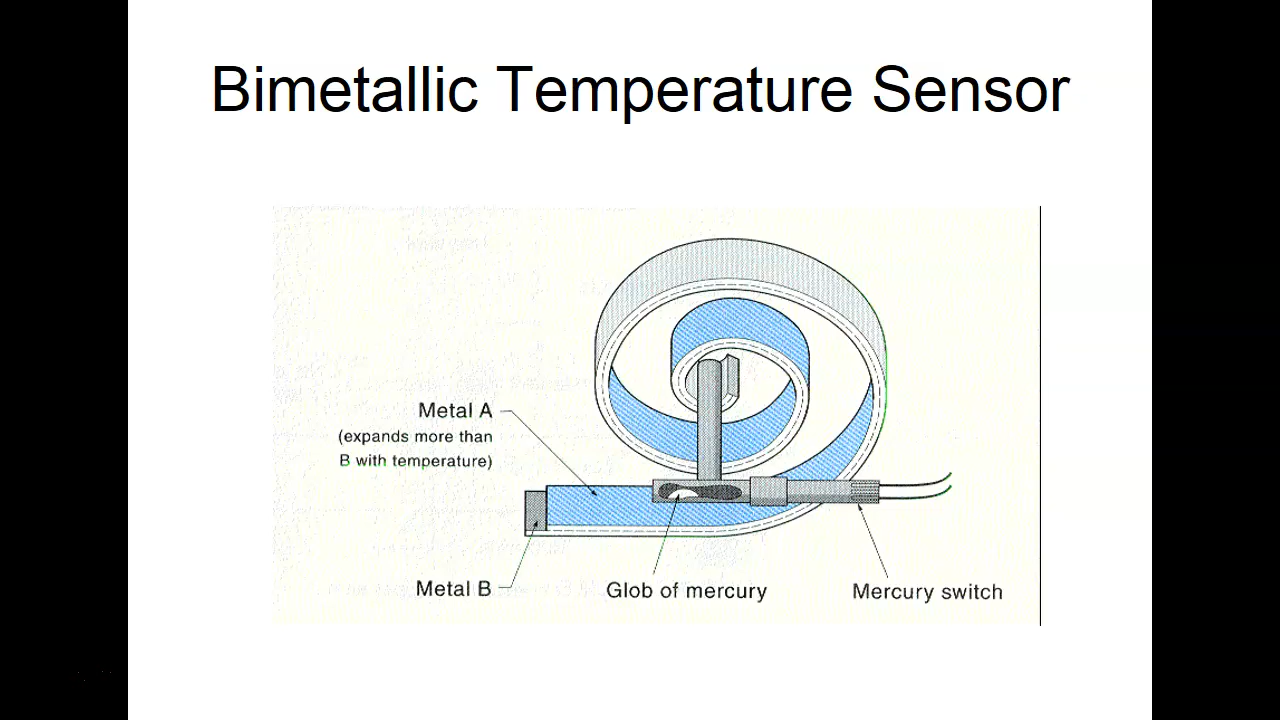 Bimetallic Temperature Sensor
Metal A
(expands more than
B with temperature)
Metal B
Glob of mercury
Mercury switch